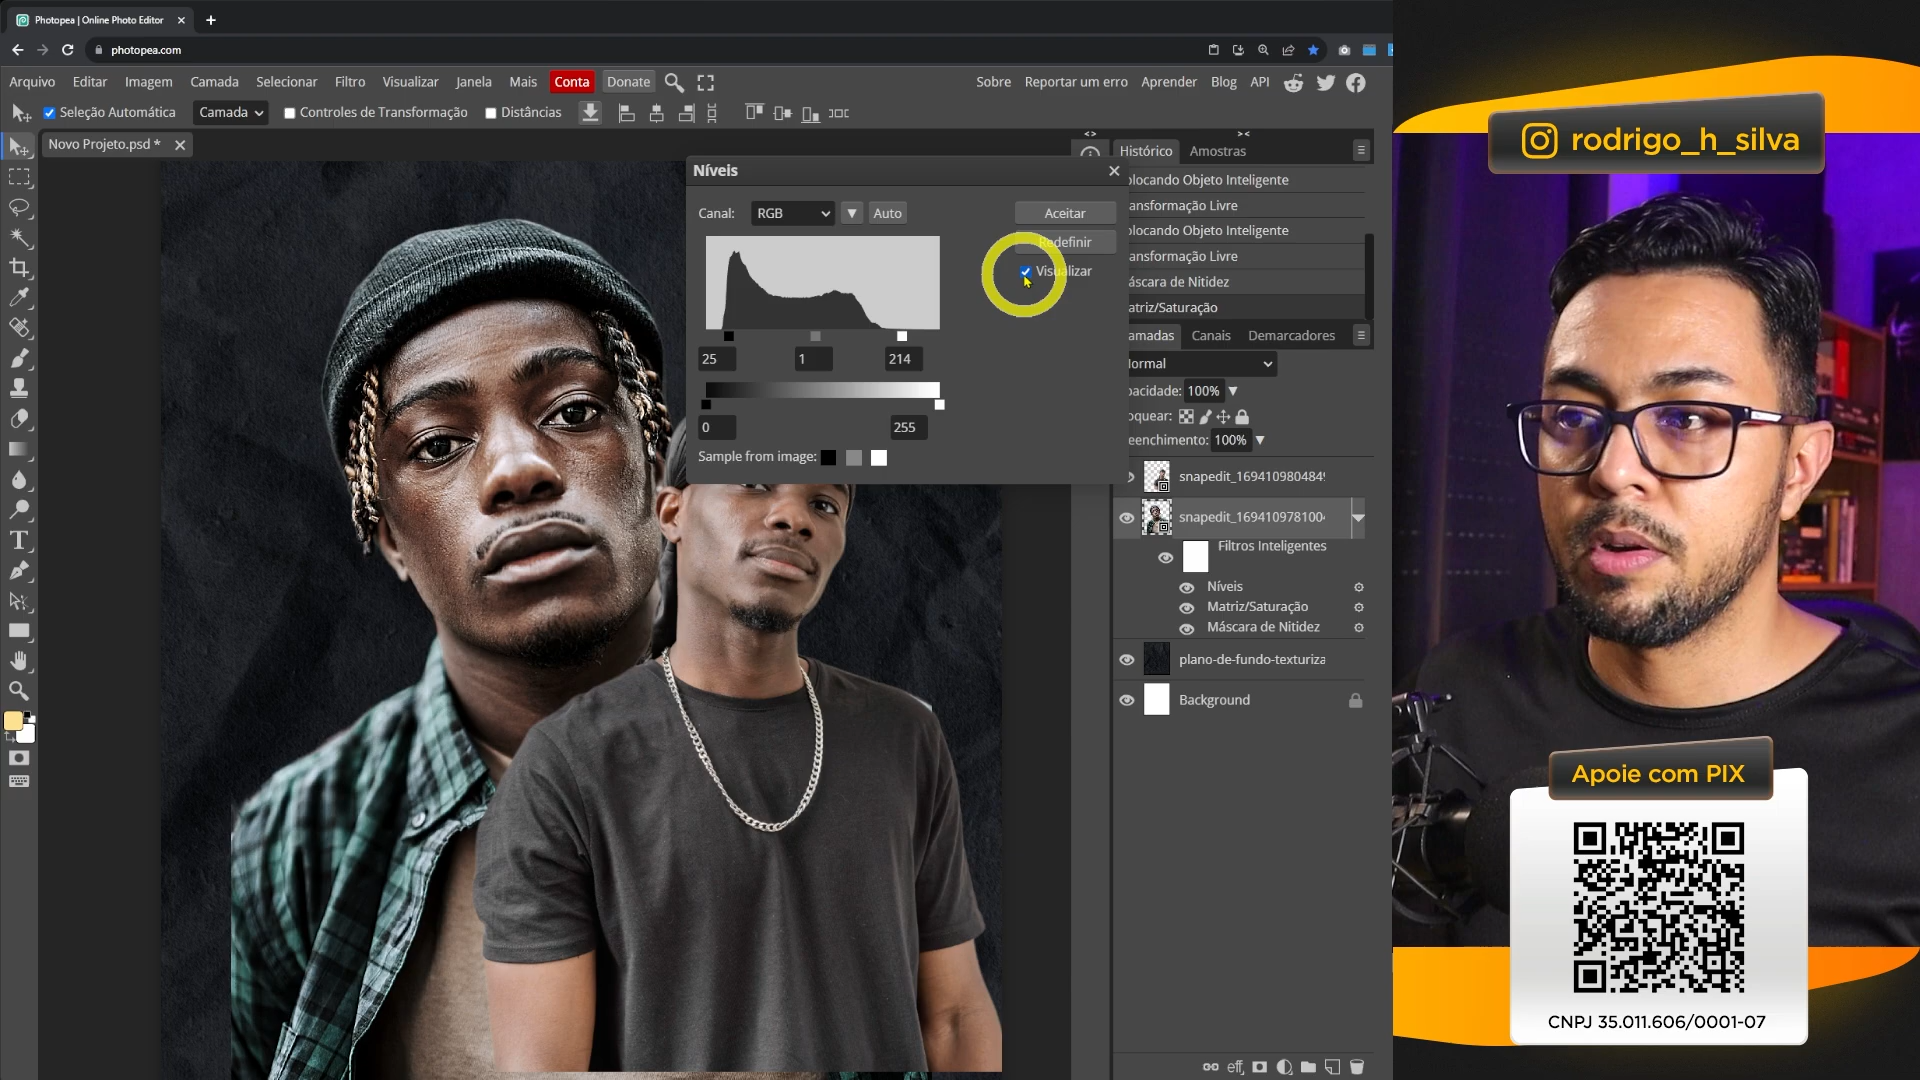 Photopea | Online Photo Editor
photopea.com
Arquivo Editar Imagem Camada Selecionar Filtro Visualizar Janela Mais Conta Donate
Sobre Reportar um erro Aprender Blog API
Seleção Automática Camada Controles de Transformação Distâncias
Novo Projeto.psd *
Níveis
Canal: RGB Auto
Aceitar
Redefinir
Visualizar
25 1 214
0 255
Sample from image:
Histórico Amostras
olocando Objeto Inteligente
ansformação Livre
olocando Objeto Inteligente
ansformação Livre
áscara de Nitidez
atriz/Saturação
amadas Canais Demarcadores
ormal
pacidade: 100%
oquear:
eenchimento: 100%
snapedit_169410980484
snapedit_169410978100
Filtros Inteligentes
Níveis
Matriz/Saturação
Máscara de Nitidez
plano-de-fundo-texturiza
Background
eff
rodrigo_h_silva
Apoie com PIX
CNPJ 35.011.606/0001-07